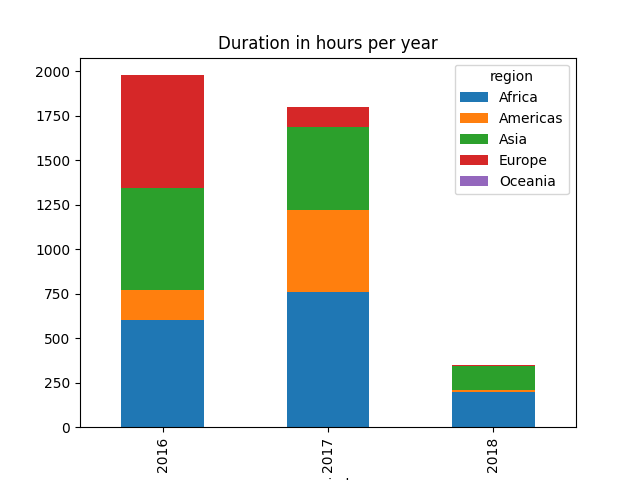 Duration in hours per year
region
Africa
Americas
Asia
Europe
Oceania
2000
1750
1500
1250
1000
750
500
250
0
2016
2017
2018